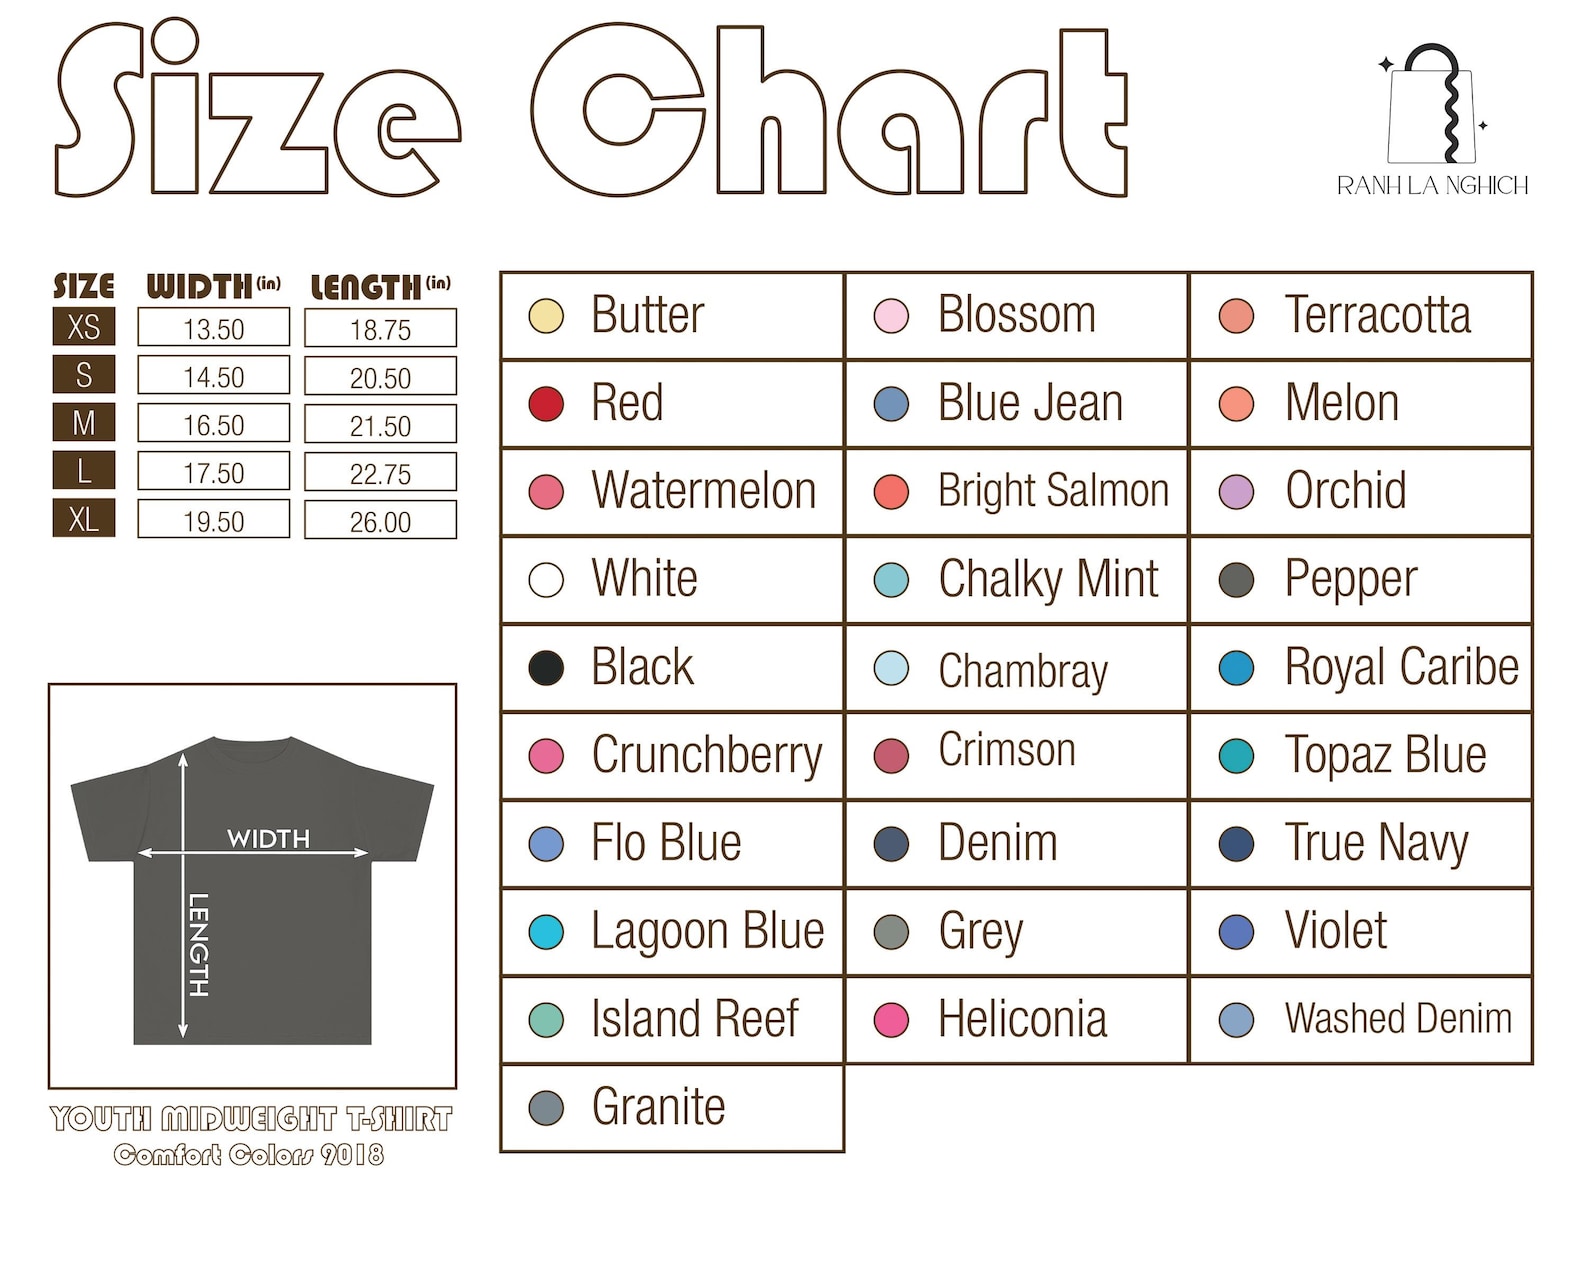 Size Chart
RANH LA NGHICH
SIZE WIDTH (in) LENGTH (in)
XS 13.50 18.75
S 14.50 20.50
M 16.50 21.50
L 17.50 22.75
XL 19.50 26.00
WIDTH
LENGTH
YOUTH MIDWEIGHT T-SHIRT
Comfort Colors 9018
Butter Blossom Terracotta
Red Blue Jean Melon
Watermelon Bright Salmon Orchid
White Chalky Mint Pepper
Black Chambray Royal Caribe
Crunchberry Crimson Topaz Blue
Flo Blue Denim True Navy
Lagoon Blue Grey Violet
Island Reef Heliconia Washed Denim
Granite